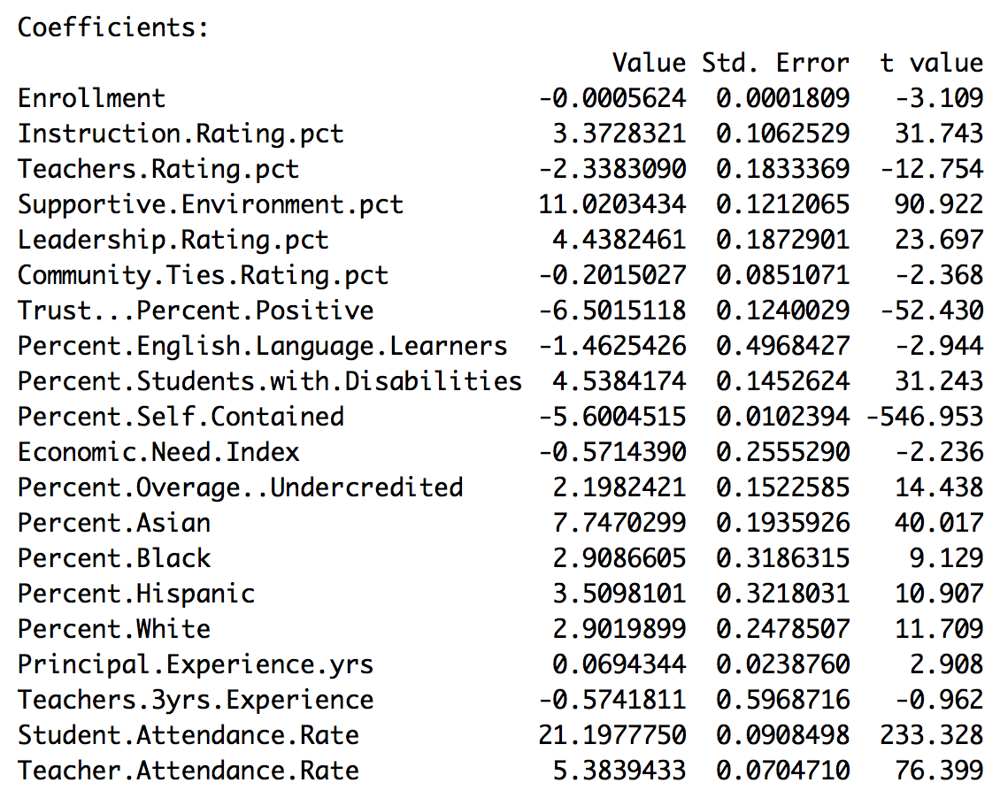 Coefficients:
Value Std. Error t value
Enrollment -0.0005624 0.0001809 -3.109
Instruction.Rating.pct 3.3728321 0.1062529 31.743
Teachers.Rating.pct -2.3383090 0.1833369 -12.754
Supportive.Environment.pct 11.0203434 0.1212065 90.922
Leadership.Rating.pct 4.4382461 0.1872901 23.697
Community.Ties.Rating.pct -0.2015027 0.0851071 -2.368
Trust...Percent.Positive -6.5015118 0.1240029 -52.430
Percent.English.Language.Learners -1.4625426 0.4968427 -2.944
Percent.Students.with.Disabilities 4.5384174 0.1452624 31.243
Percent.Self.Contained -5.6004515 0.0102394 -546.953
Economic.Need.Index -0.5714390 0.2555290 -2.236
Percent.Overage..Undercredited 2.1982421 0.1522585 14.438
Percent.Asian 7.7470299 0.1935926 40.017
Percent.Black 2.9086605 0.3186315 9.129
Percent.Hispanic 3.5098101 0.3218031 10.907
Percent.White 2.9019899 0.2478507 11.709
Principal.Experience.yrs 0.0694344 0.0238760 2.908
Teachers.3yrs.Experience -0.5741811 0.5968716 -0.962
Student.Attendance.Rate 21.1977750 0.0908498 233.328
Teacher.Attendance.Rate 5.3839433 0.0704710 76.399